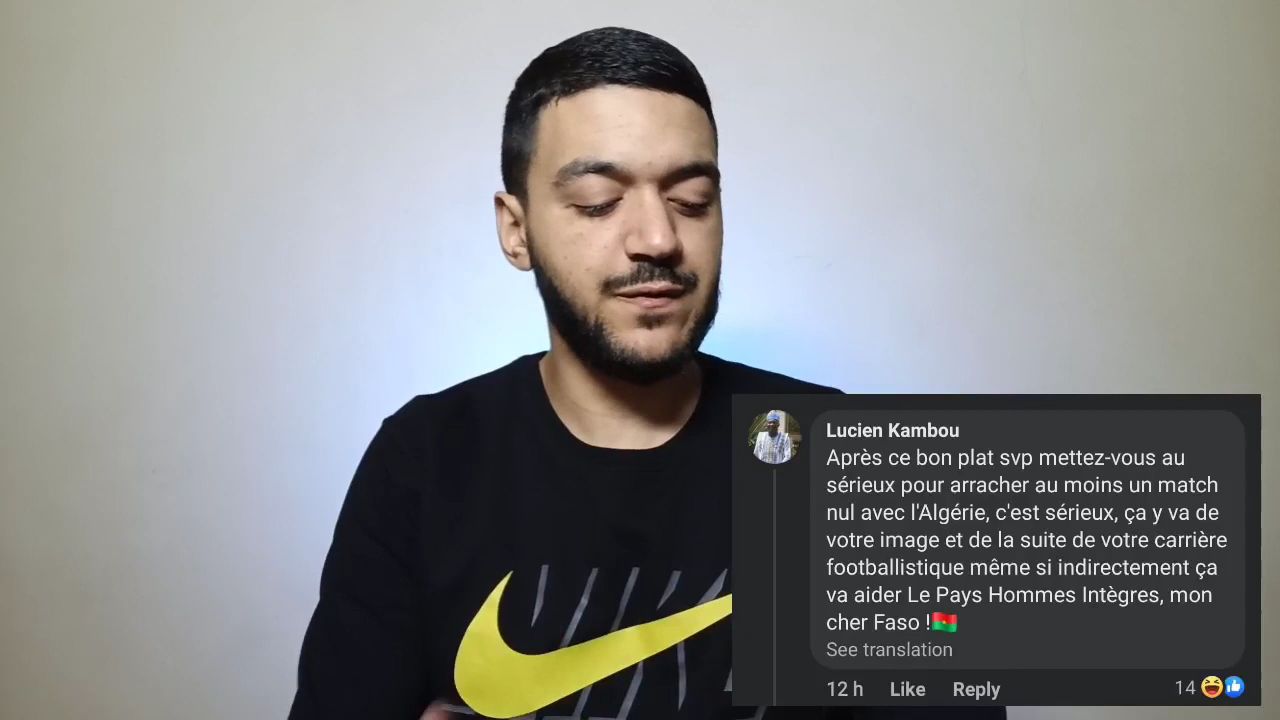 Lucien Kambou
Après ce bon plat svp mettez-vous au
sérieux pour arracher au moins un match
nul avec l'Algérie, c'est sérieux, ça y va de
votre image et de la suite de votre carrière
footballistique même si indirectement ça
va aider Le Pays Hommes Intègres, mon
cher Faso !🇧🇫
See translation
12 h Like Reply 14